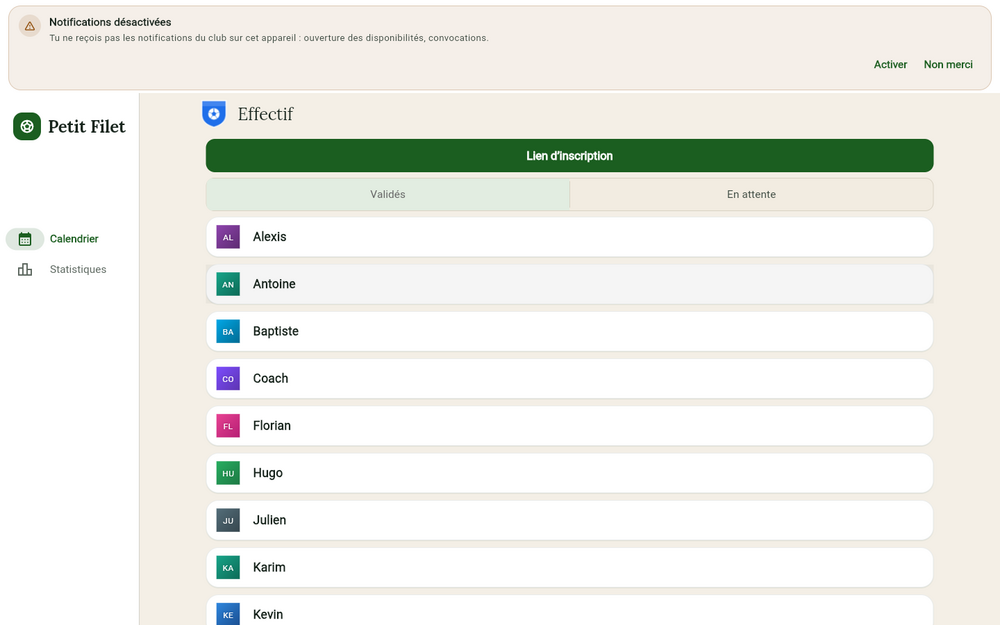 Notifications désactivées
Tu ne reçois pas les notifications du club sur cet appareil : ouverture des disponibilités, convocations.
Activer
Non merci
Petit Filet
Calendrier
Statistiques
Effectif
Lien d'inscription
Validés
En attente
AL
Alexis
AN
Antoine
BA
Baptiste
CO
Coach
FL
Florian
HU
Hugo
JU
Julien
KA
Karim
KE
Kevin